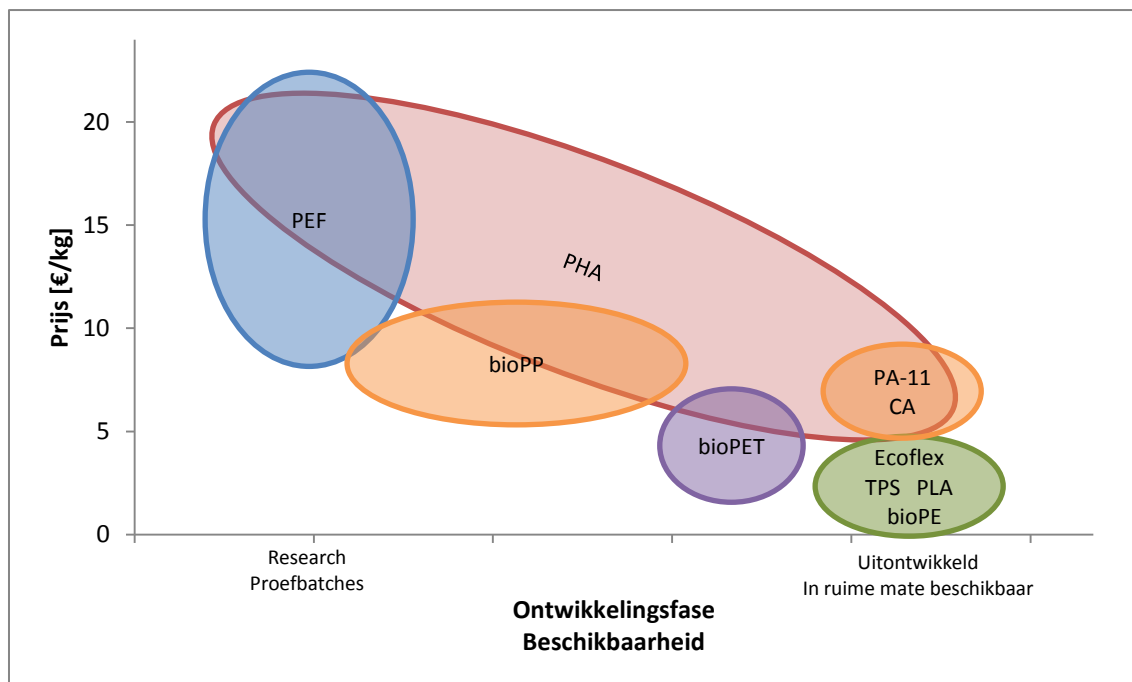 20
15
10
5
0
Prijs [€/kg]
PEF
PHA
bioPP
bioPET
PA-11
CA
Ecoflex
TPS PLA
bioPE
Research
Proefbatches
Uitontwikkeld
In ruime mate beschikbaar
Ontwikkelingsfase
Beschikbaarheid